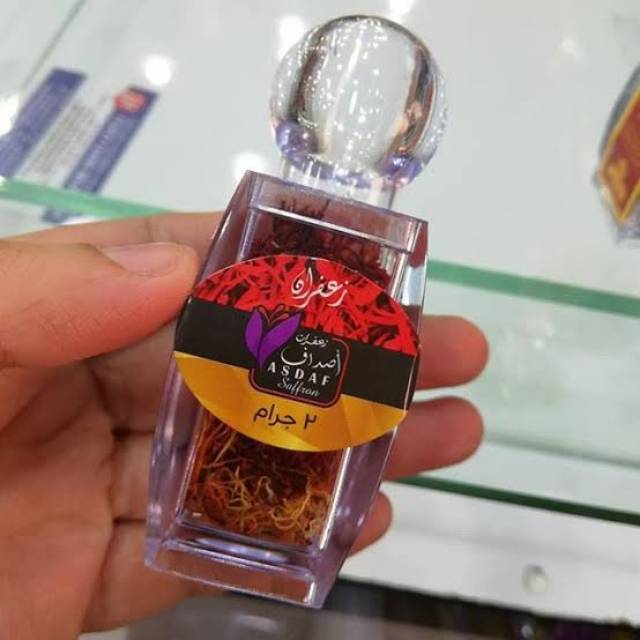 زعفران
زعفران
أصداف
ASDAF
Saffron
٢ جرام